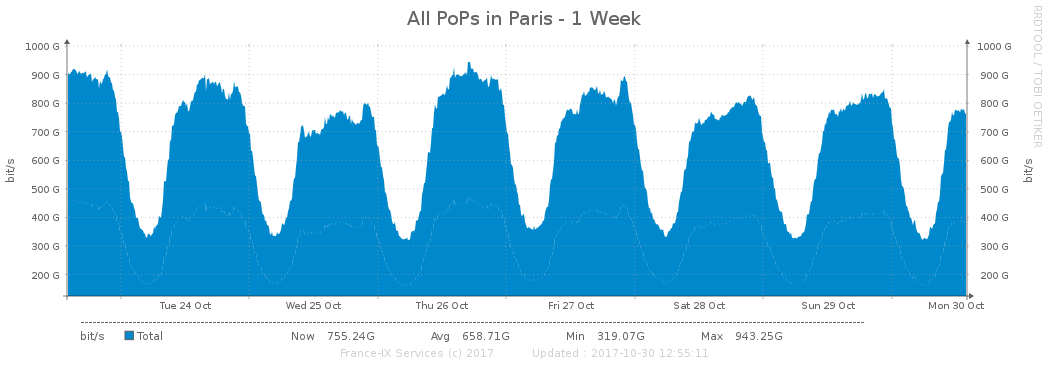 All PoPs in Paris - 1 Week
RRDTOOL / TOBI OETIKER
1000 G 1000 G
900 G 900 G
800 G 800 G
700 G 700 G
600 G 600 G
500 G 500 G
400 G 400 G
300 G 300 G
200 G 200 G
bit/s bit/s
Tue 24 Oct Wed 25 Oct Thu 26 Oct Fri 27 Oct Sat 28 Oct Sun 29 Oct Mon 30 Oct
bit/s Total Now 755.24G Avg 658.71G Min 319.07G Max 943.25G
France-IX Services (c) 2017 Updated : 2017-10-30 12:55:11